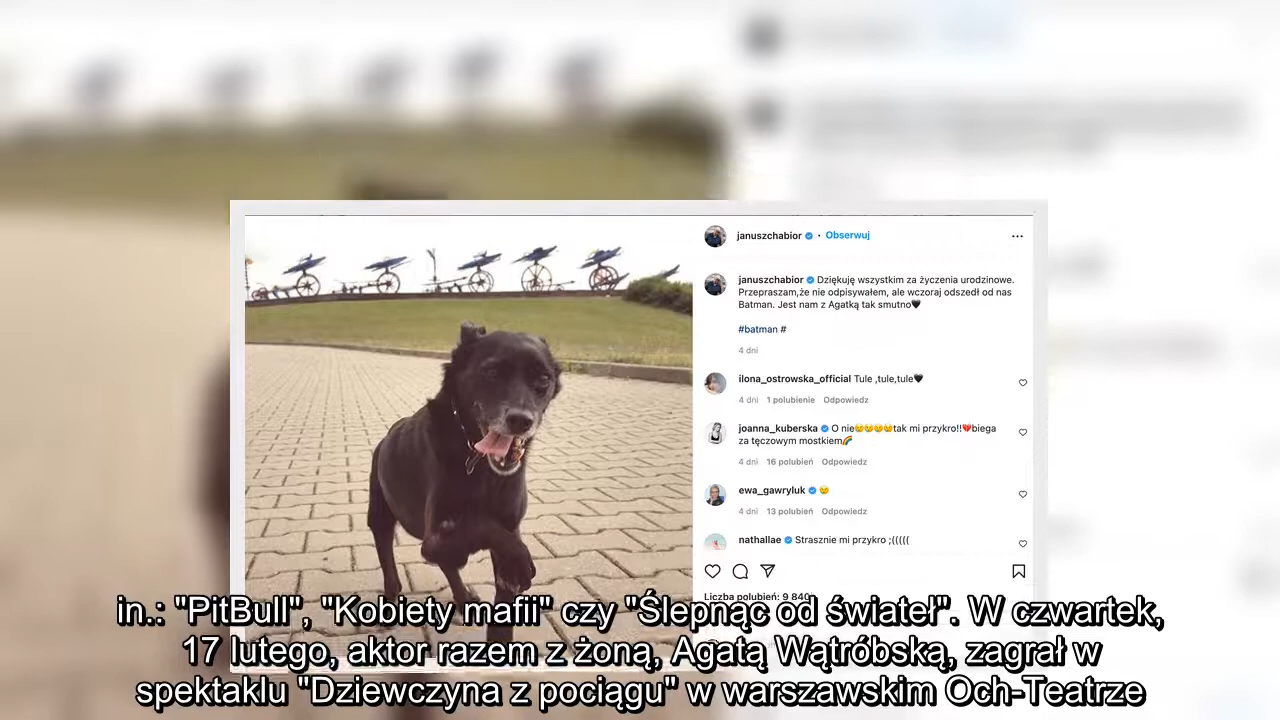 januszchabior • Obserwuj
januszchabior Dziękuję wszystkim za życzenia urodzinowe.
Przepraszam,że nie odpisywałem, ale wczoraj odszedł od nas
Batman. Jest nam z Agatką tak smutno🖤
#batman #
4 dni
ilona_ostrowska_official Tule ,tule,tule🖤
4 dni 1 polubienie Odpowiedz
joanna_kuberska O nie😢😢😢😢tak mi przykro!!💔biega
za tęczowym mostkiem🌈
4 dni 16 polubień Odpowiedz
ewa_gawryluk 😢
4 dni 13 polubień Odpowiedz
nathallae Strasznie mi przykro ;(((((
Liczba polubień: 9 840
in.: "PitBull", "Kobiety mafii" czy "Ślepnąc od świateł". W czwartek,
17 lutego, aktor razem z żoną, Agatą Wątróbską, zagrał w
spektaklu "Dziewczyna z pociągu" w warszawskim Och-Teatrze